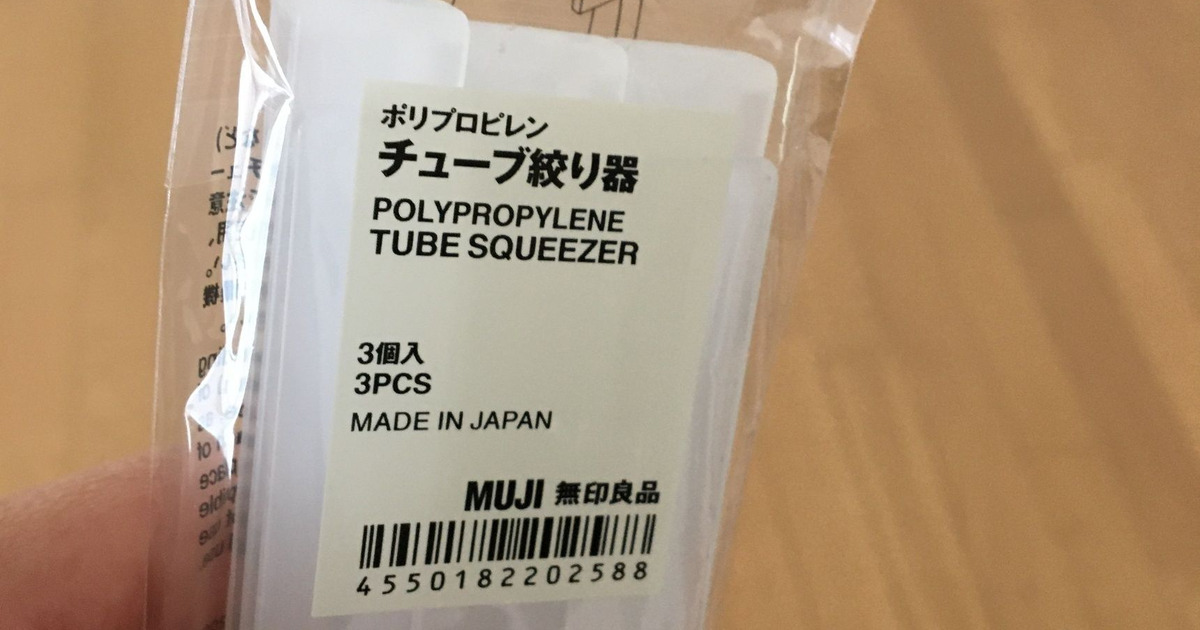 ポリプロピレン
チューブ絞り器
POLYPROPYLENE
TUBE SQUEEZER
3個入
3PCS
MADE IN JAPAN
MUJI 無印良品
4550182202588